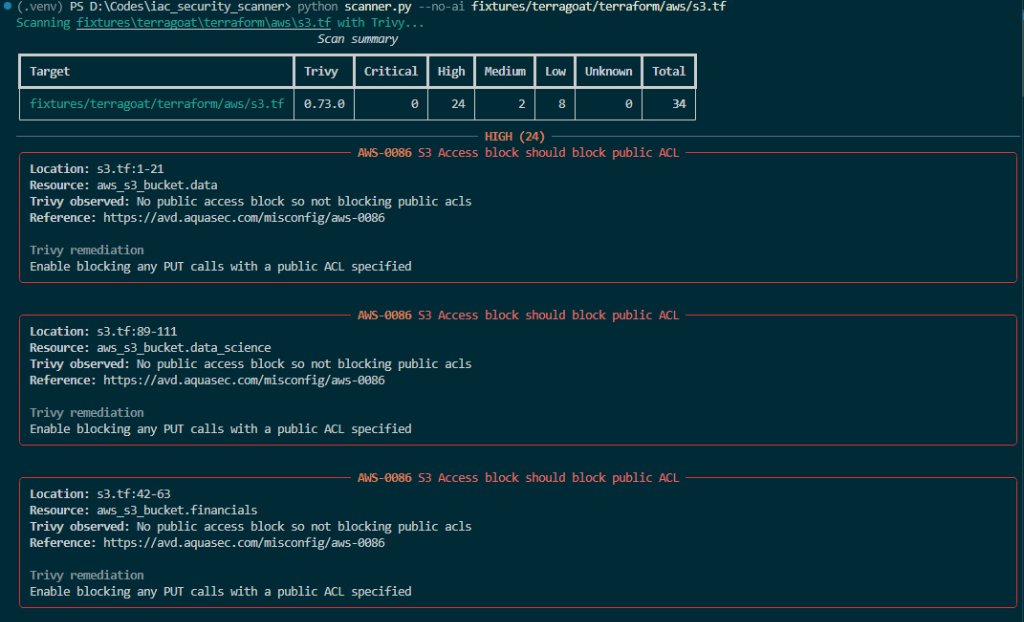 (.venv) PS D:\Codes\iac_security_scanner> python scanner.py --no-ai fixtures/terragoat/terraform/aws/s3.tf
Scanning fixtures\terragoat\terraform\aws\s3.tf with Trivy...
Scan summary
Target Trivy Critical High Medium Low Unknown Total
fixtures/terragoat/terraform/aws/s3.tf 0.73.0 0 24 2 8 0 34
HIGH (24)
AWS-0086 S3 Access block should block public ACL
Location: s3.tf:1-21
Resource: aws_s3_bucket.data
Trivy observed: No public access block so not blocking public acls
Reference: https://avd.aquasec.com/misconfig/aws-0086
Trivy remediation
Enable blocking any PUT calls with a public ACL specified
AWS-0086 S3 Access block should block public ACL
Location: s3.tf:89-111
Resource: aws_s3_bucket.data_science
Trivy observed: No public access block so not blocking public acls
Reference: https://avd.aquasec.com/misconfig/aws-0086
Trivy remediation
Enable blocking any PUT calls with a public ACL specified
AWS-0086 S3 Access block should block public ACL
Location: s3.tf:42-63
Resource: aws_s3_bucket.financials
Trivy observed: No public access block so not blocking public acls
Reference: https://avd.aquasec.com/misconfig/aws-0086
Trivy remediation
Enable blocking any PUT calls with a public ACL specified